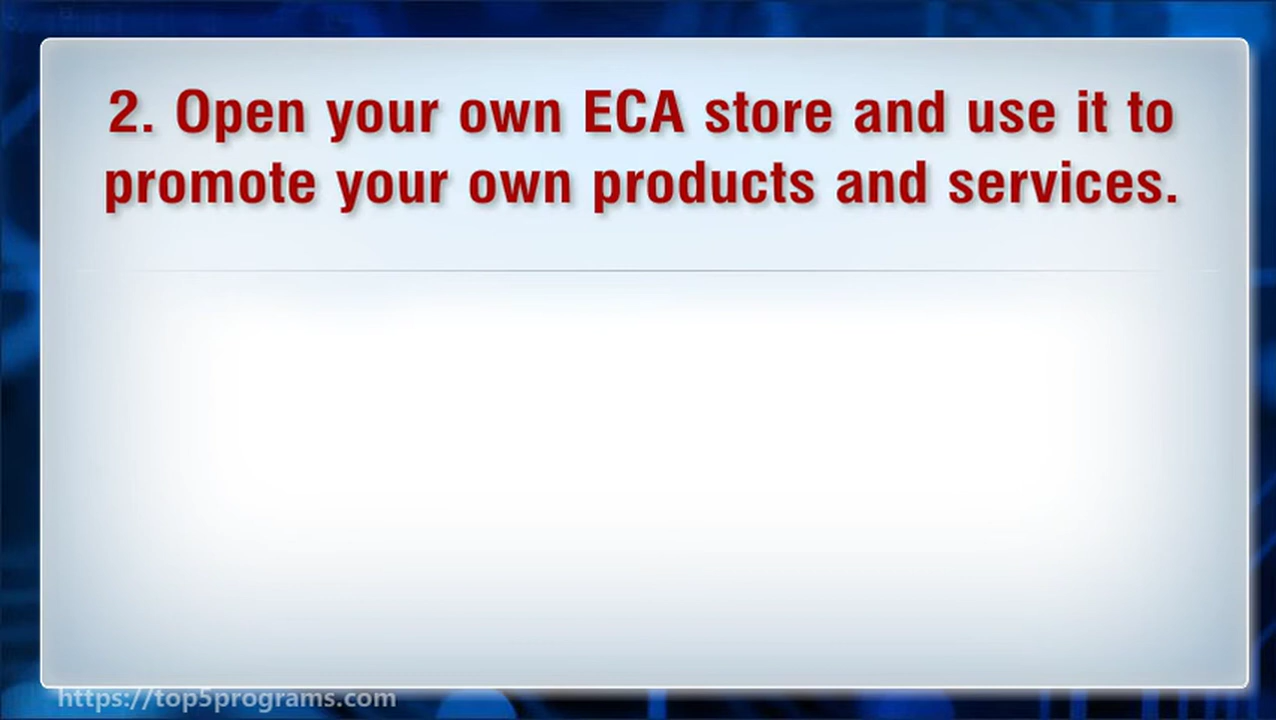 2. Open your own ECA store and use it to
promote your own products and services.
https://top5programs.com